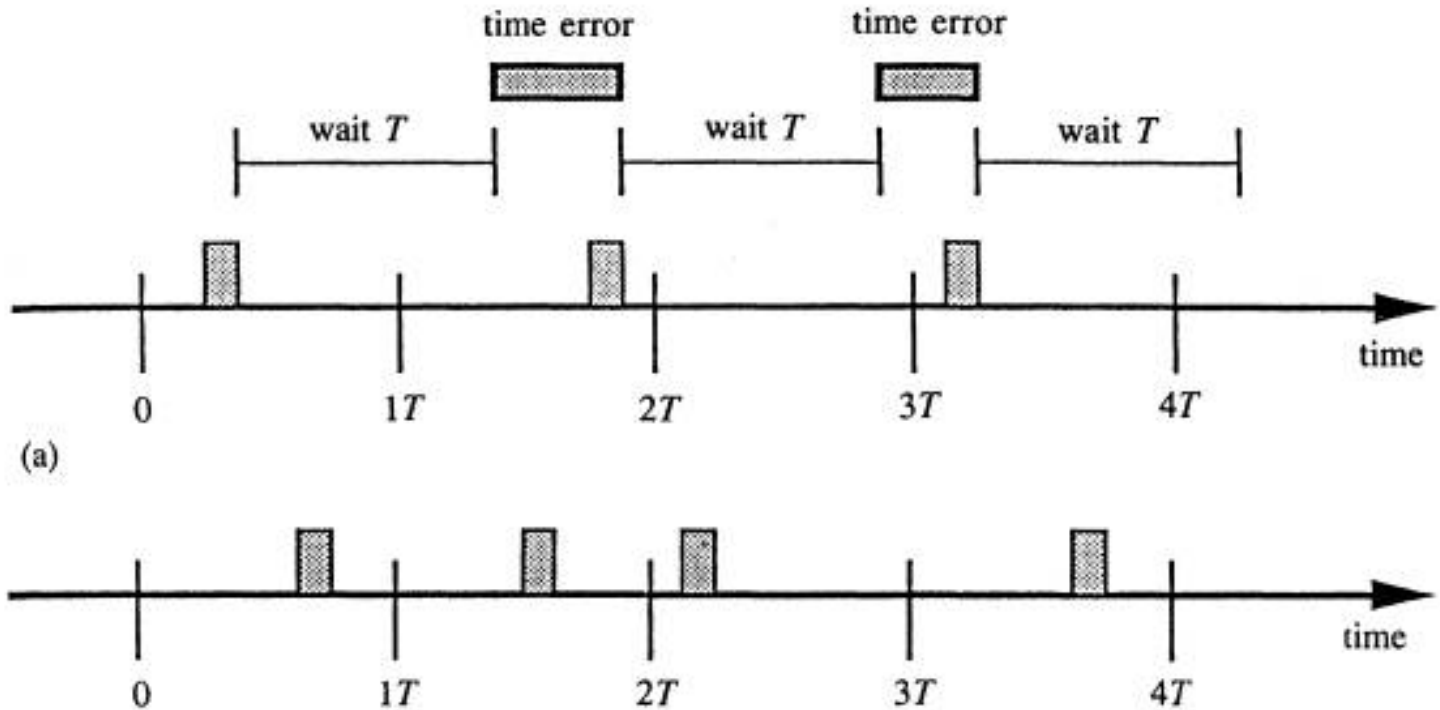 time error time error
wait T wait T wait T
time
0 1T 2T 3T 4T
(a)
time
0 1T 2T 3T 4T